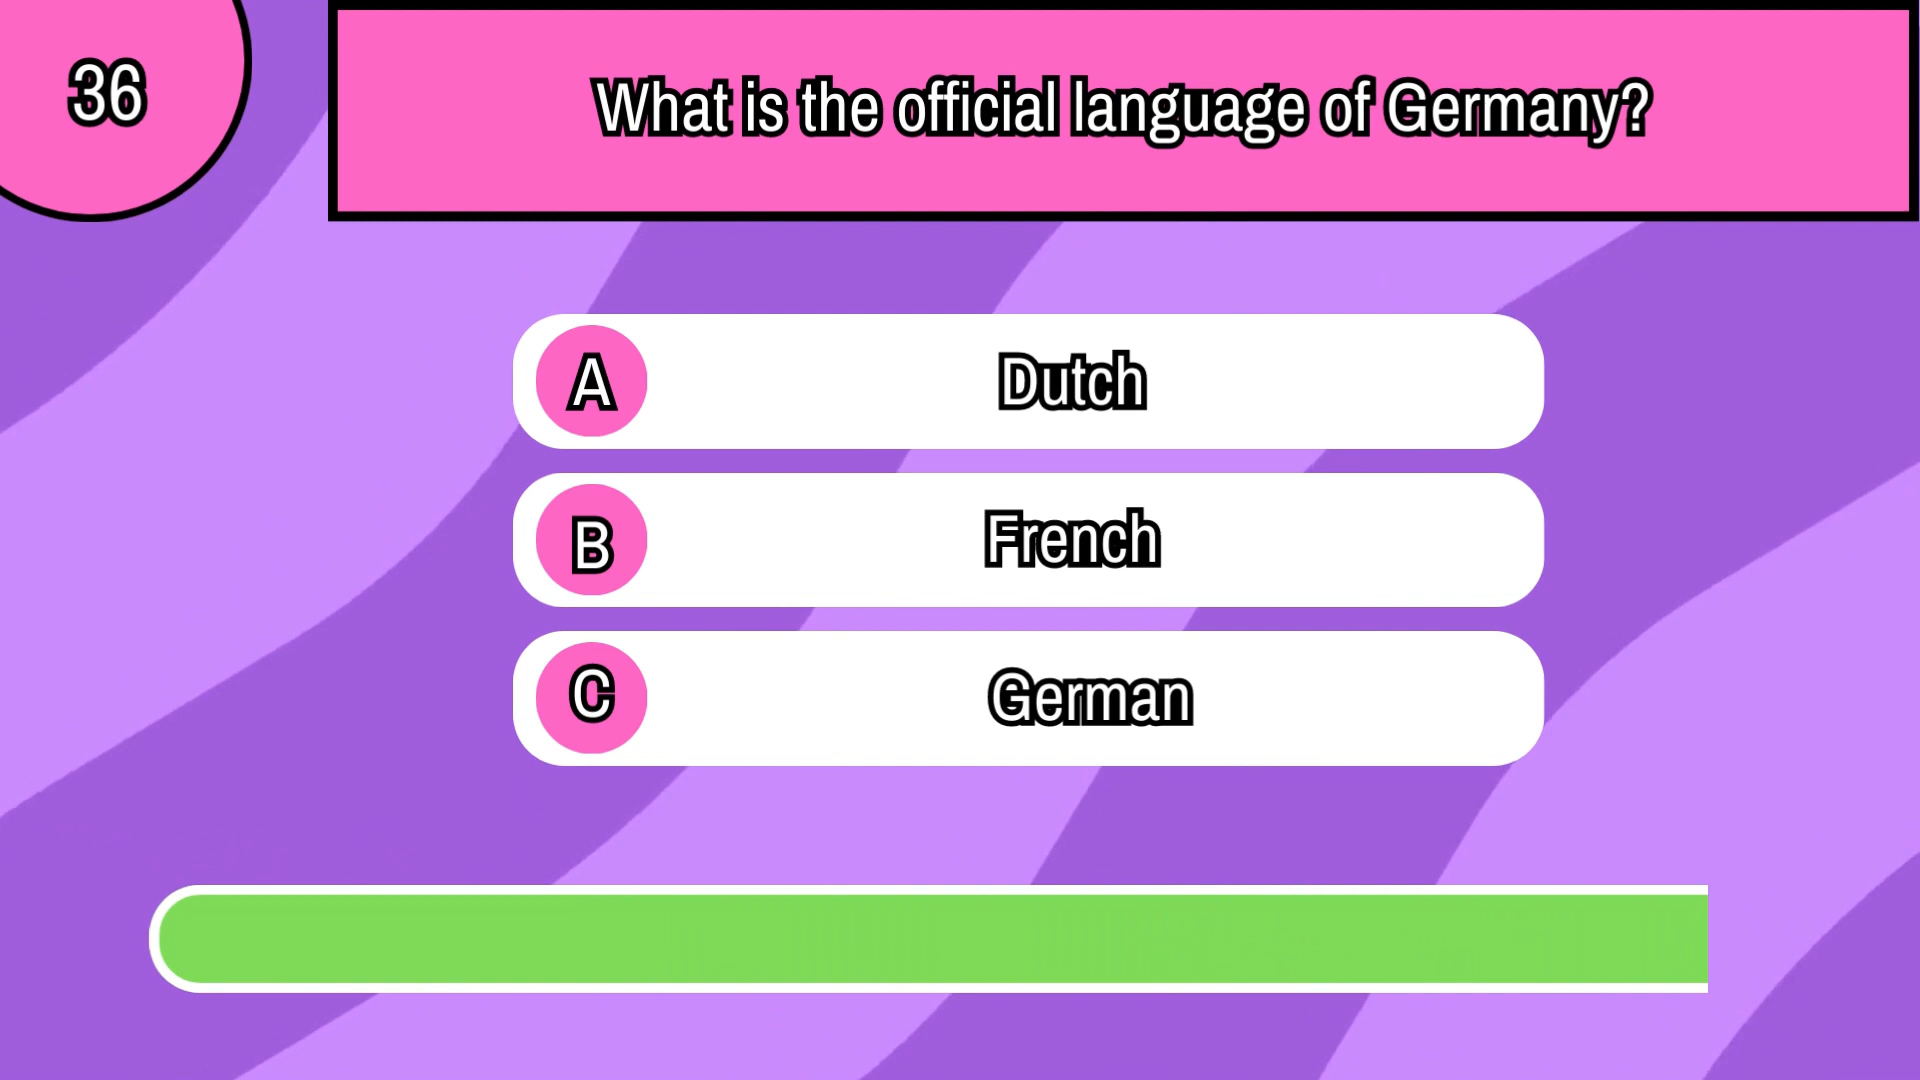 36
What is the official language of Germany?
A
Dutch
B
French
C
German